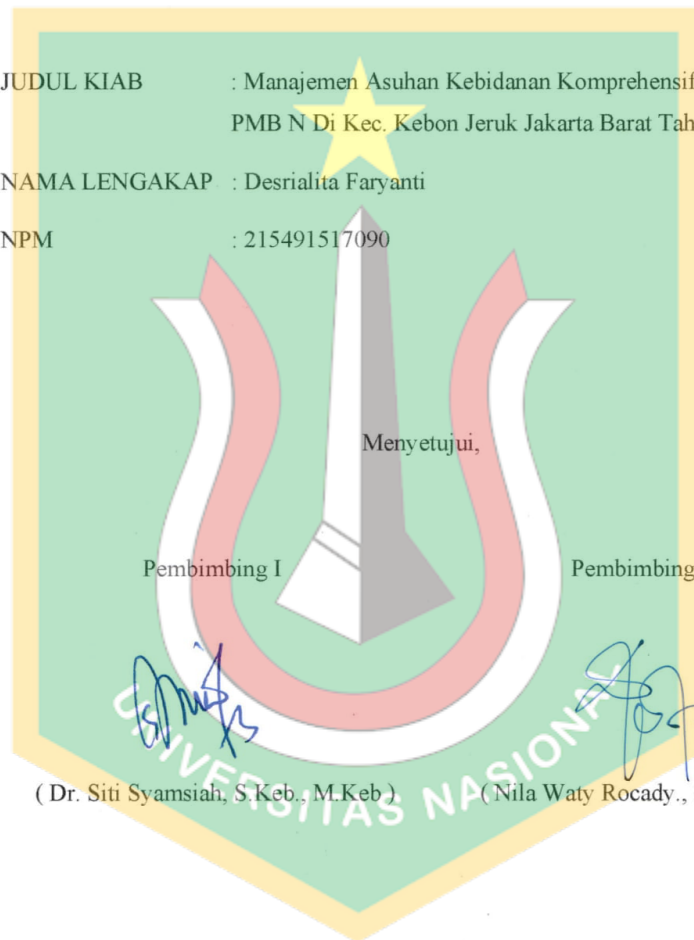 JUDUL KIAB : Manajemen Asuhan Kebidanan Komprehensif
PMB N Di Kec. Kebon Jeruk Jakarta Barat Tah
NAMA LENGAKAP : Desrialita Faryanti
NPM : 215491517090
Menyetujui,
Pembimbing I Pembimbing
UNIVERSITAS NASIONAL
( Dr. Siti Syamsiah, S.Keb., M.Keb ) ( Nila Waty Rocady.,